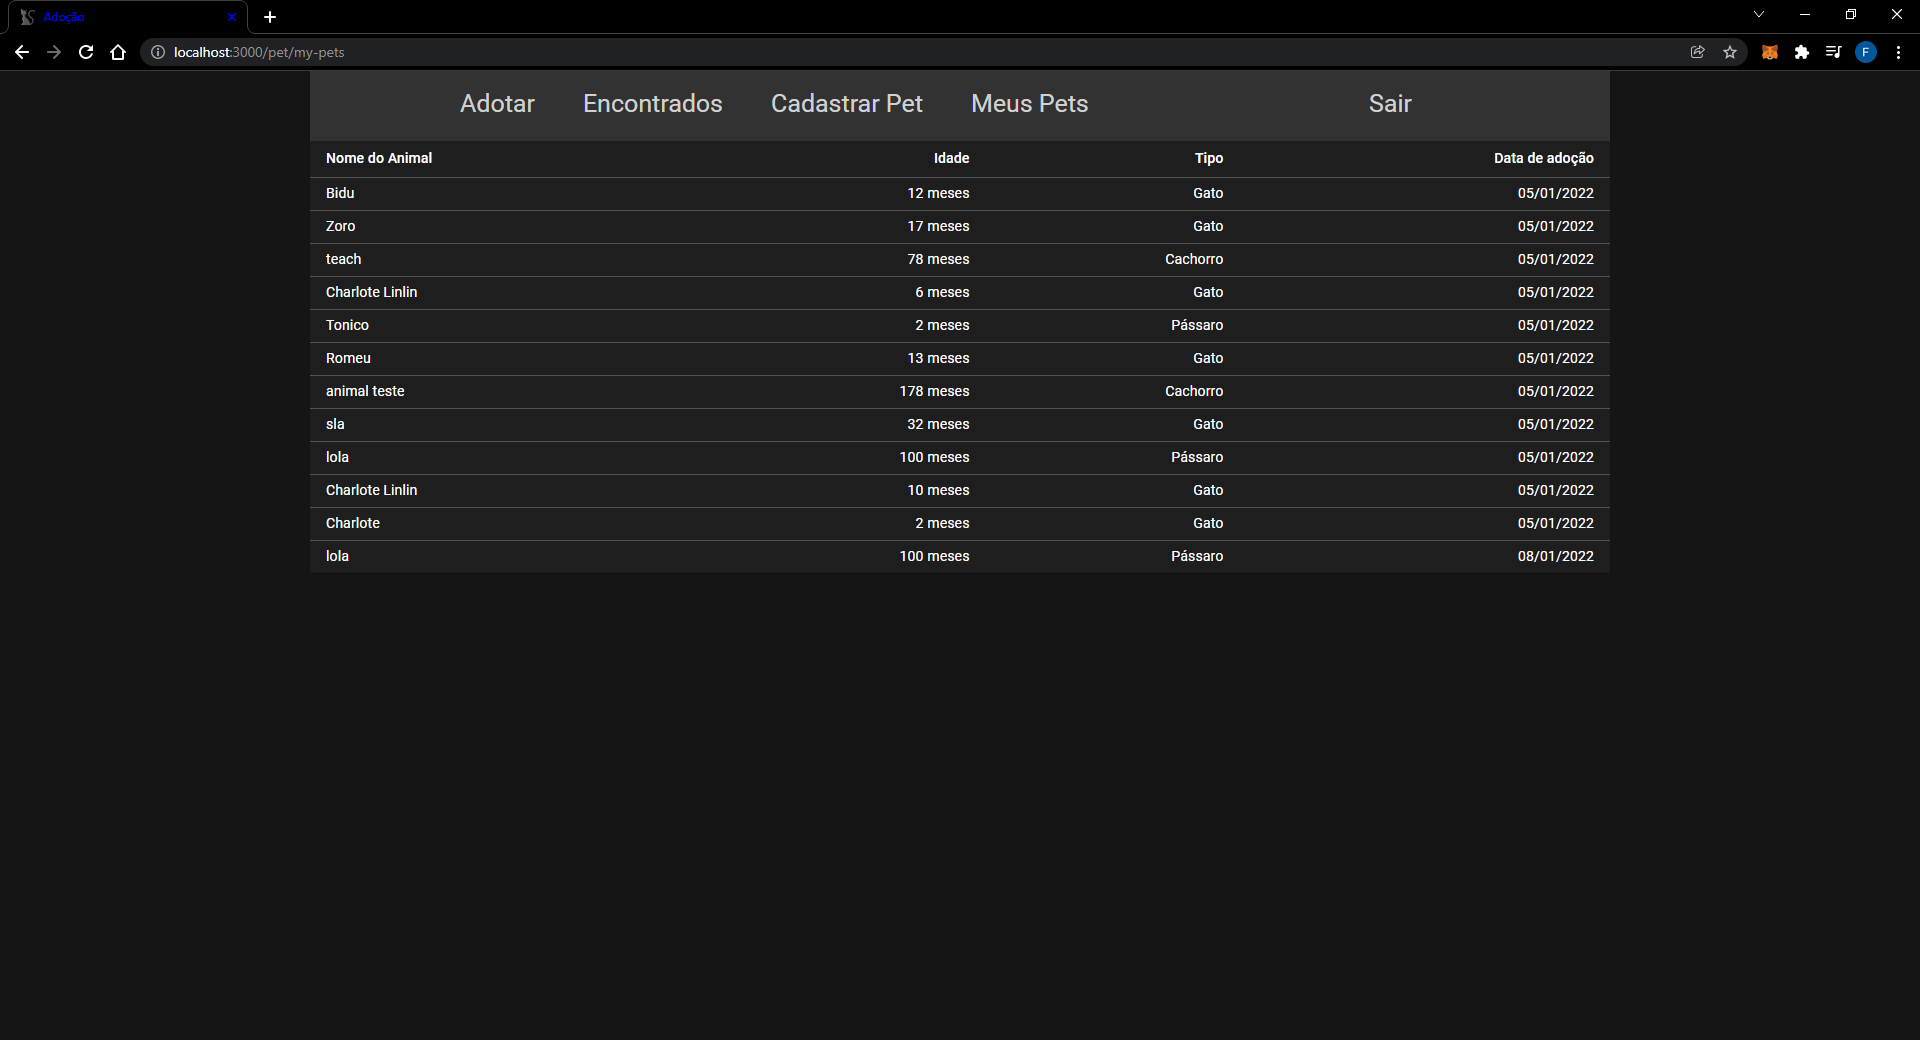 Adoção
localhost:3000/pet/my-pets
F
Adotar Encontrados Cadastrar Pet Meus Pets Sair
Nome do Animal Idade Tipo Data de adoção
Bidu 12 meses Gato 05/01/2022
Zoro 17 meses Gato 05/01/2022
teach 78 meses Cachorro 05/01/2022
Charlote Linlin 6 meses Gato 05/01/2022
Tonico 2 meses Pássaro 05/01/2022
Romeu 13 meses Gato 05/01/2022
animal teste 178 meses Cachorro 05/01/2022
sla 32 meses Gato 05/01/2022
lola 100 meses Pássaro 05/01/2022
Charlote Linlin 10 meses Gato 05/01/2022
Charlote 2 meses Gato 05/01/2022
lola 100 meses Pássaro 08/01/2022